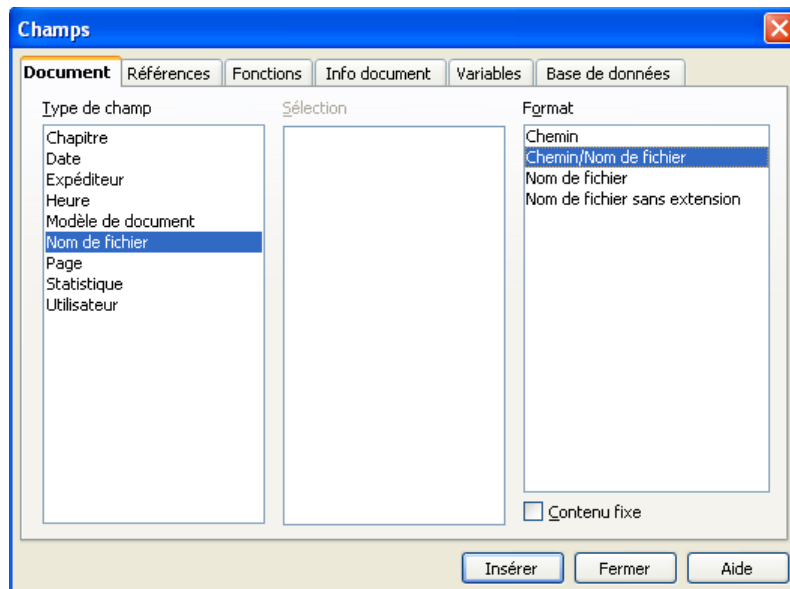 Champs
Document Références Fonctions Info document Variables Base de données
Type de champ
Chapitre
Date
Expéditeur
Heure
Modèle de document
Nom de fichier
Page
Statistique
Utilisateur
Sélection
Format
Chemin
Chemin/Nom de fichier
Nom de fichier
Nom de fichier sans extension
Contenu fixe
Insérer Fermer Aide